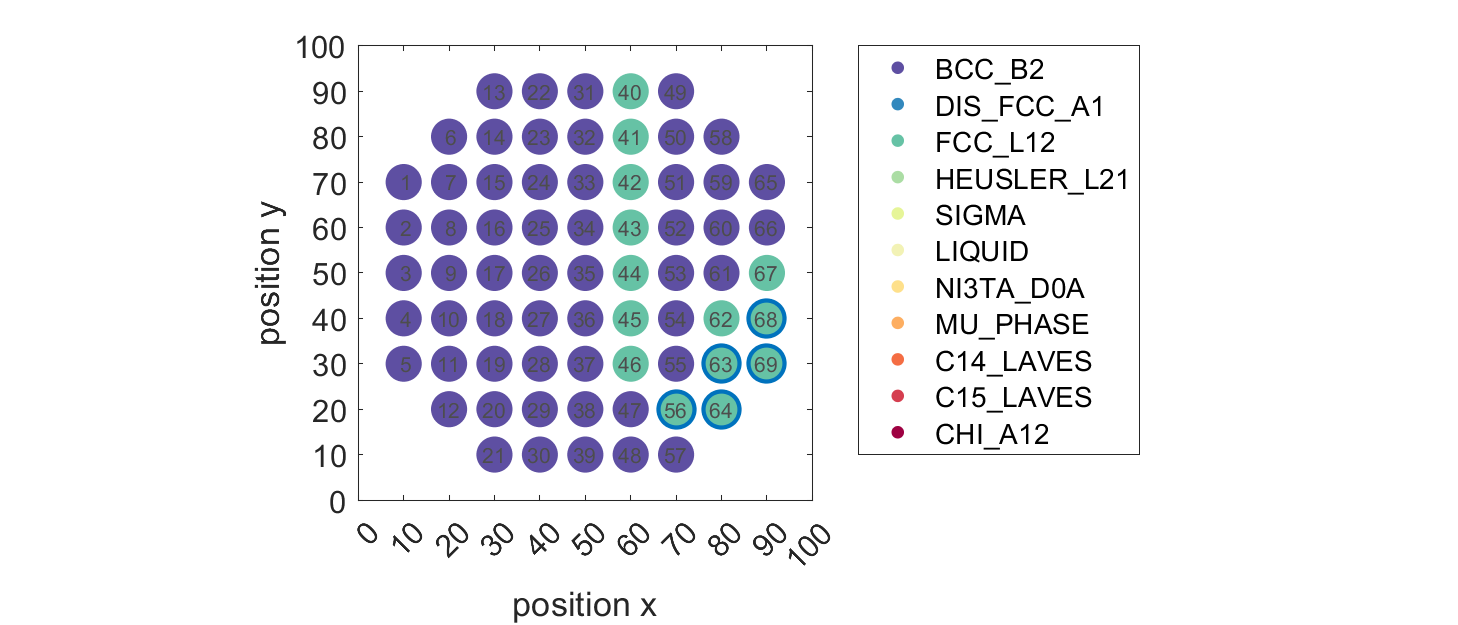 100
90
80
70
60
50
40
30
20
10
0
position y
13 22 31 40 49
6 14 23 32 41 50 58
1 7 15 24 33 42 51 59 65
2 8 16 25 34 43 52 60 66
3 9 17 26 35 44 53 61 67
4 10 18 27 36 45 54 62 68
5 11 19 28 37 46 55 63 69
12 20 29 38 47 56 64
21 30 39 48 57
0 10 20 30 40 50 60 70 80 90 100
position x
BCC_B2
DIS_FCC_A1
FCC_L12
HEUSLER_L21
SIGMA
LIQUID
NI3TA_D0A
MU_PHASE
C14_LAVES
C15_LAVES
CHI_A12